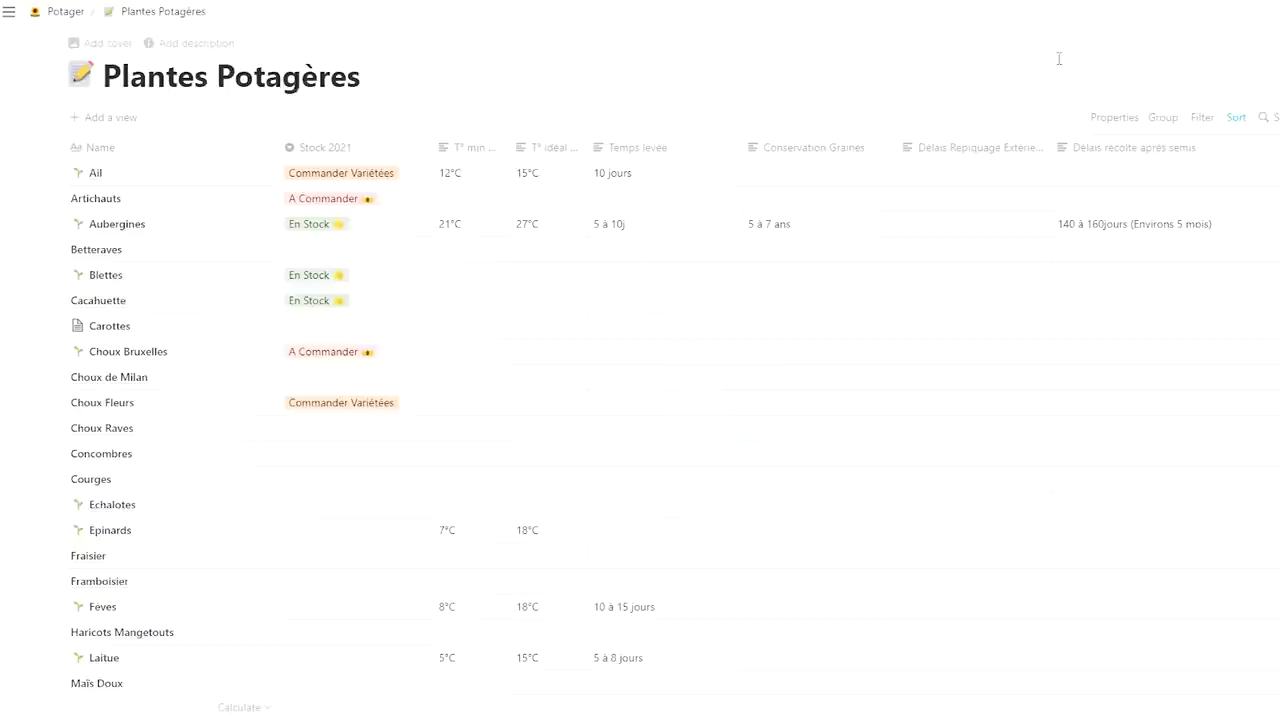 Potager / Plantes Potagères
Add cover Add description
Plantes Potagères
+ Add a view Properties Group Filter Sort S
Aa Name Stock 2021 T° min ... T° idéal ... Temps levée Conservation Graines Délais Repiquage Extérie... Délais récolte après semis
Ail Commander Variétées 12°C 15°C 10 jours
Artichauts A Commander
Aubergines En Stock 21°C 27°C 5 à 10j 5 à 7 ans 140 à 160jours (Environs 5 mois)
Betteraves
Blettes En Stock
Cacahuette En Stock
Carottes
Choux Bruxelles A Commander
Choux de Milan
Choux Fleurs Commander Variétées
Choux Raves
Concombres
Courges
Echalotes
Epinards 7°C 18°C
Fraisier
Framboisier
Féves 8°C 18°C 10 à 15 jours
Haricots Mangetouts
Laitue 5°C 15°C 5 à 8 jours
Maïs Doux
Calculate